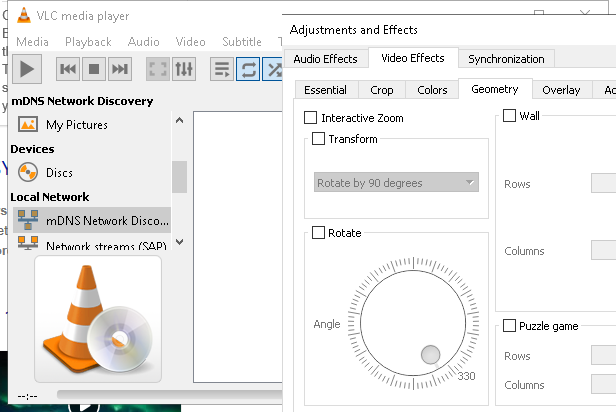 VLC media player
Media Playback Audio Video Subtitle
mDNS Network Discovery
My Pictures
Devices
Discs
Local Network
mDNS Network Disco...
Network streams (SAP)
--:--
Adjustments and Effects
Audio Effects Video Effects Synchronization
Essential Crop Colors Geometry Overlay
Interactive Zoom
Transform
Rotate by 90 degrees
Rotate
Angle
330
Wall
Rows
Columns
Puzzle game
Rows
Columns